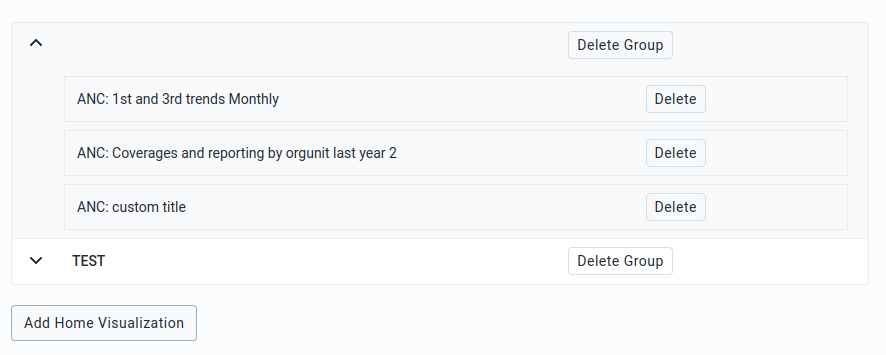 Delete Group
ANC: 1st and 3rd trends Monthly Delete
ANC: Coverages and reporting by orgunit last year 2 Delete
ANC: custom title Delete
TEST Delete Group
Add Home Visualization